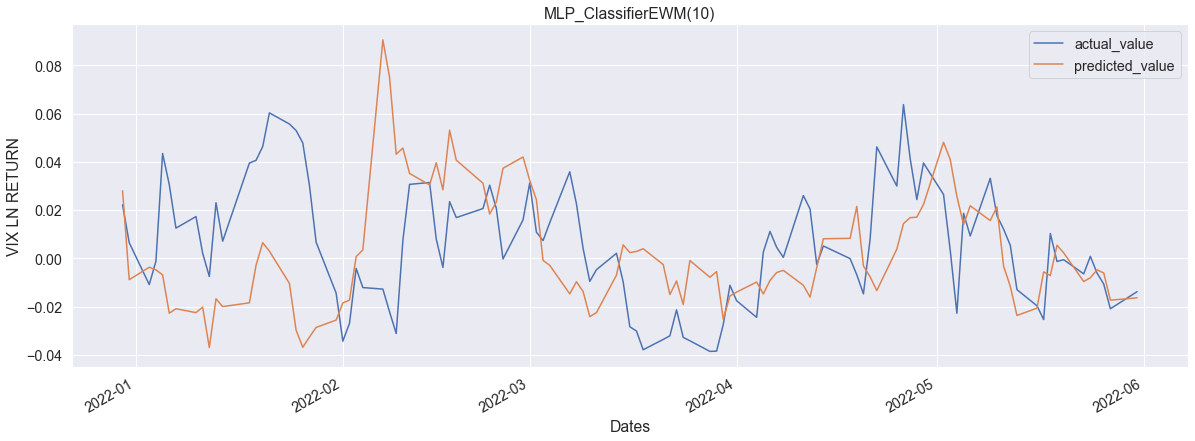 MLP_ClassifierEWM(10)
actual_value
predicted_value
VIX LN RETURN
0.08
0.06
0.04
0.02
0.00
−0.02
−0.04
2022-01
2022-02
2022-03
2022-04
2022-05
2022-06
Dates